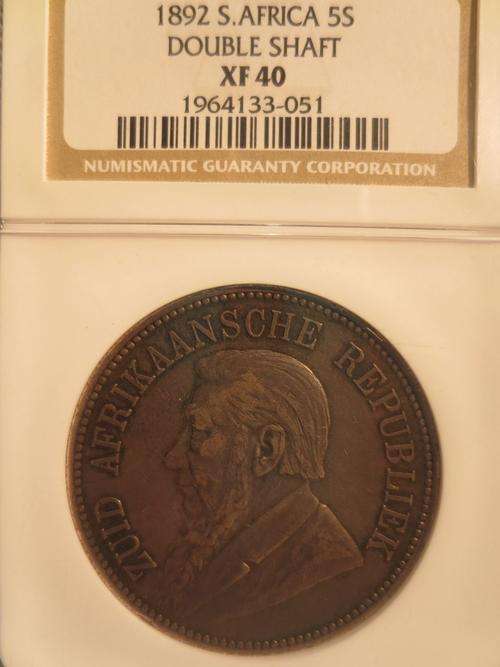 1892 S.AFRICA 5S
DOUBLE SHAFT
XF 40
1964133-051
NUMISMATIC GUARANTY CORPORATION
ZUID AFRIKAANSCHE REPUBLIEK